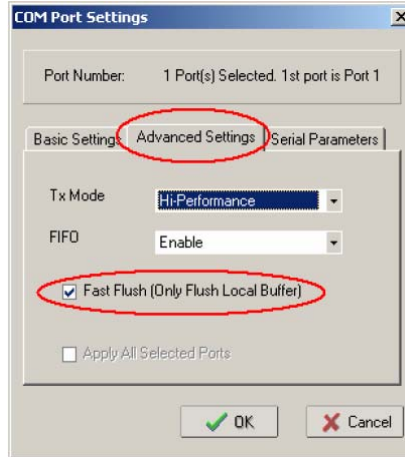 COM Port Settings
Port Number: 1 Port(s) Selected. 1st port is Port 1
Basic Settings Advanced Settings Serial Parameters
Tx Mode Hi-Performance
FIFO Enable
Fast Flush (Only Flush Local Buffer)
Apply All Selected Ports
OK Cancel